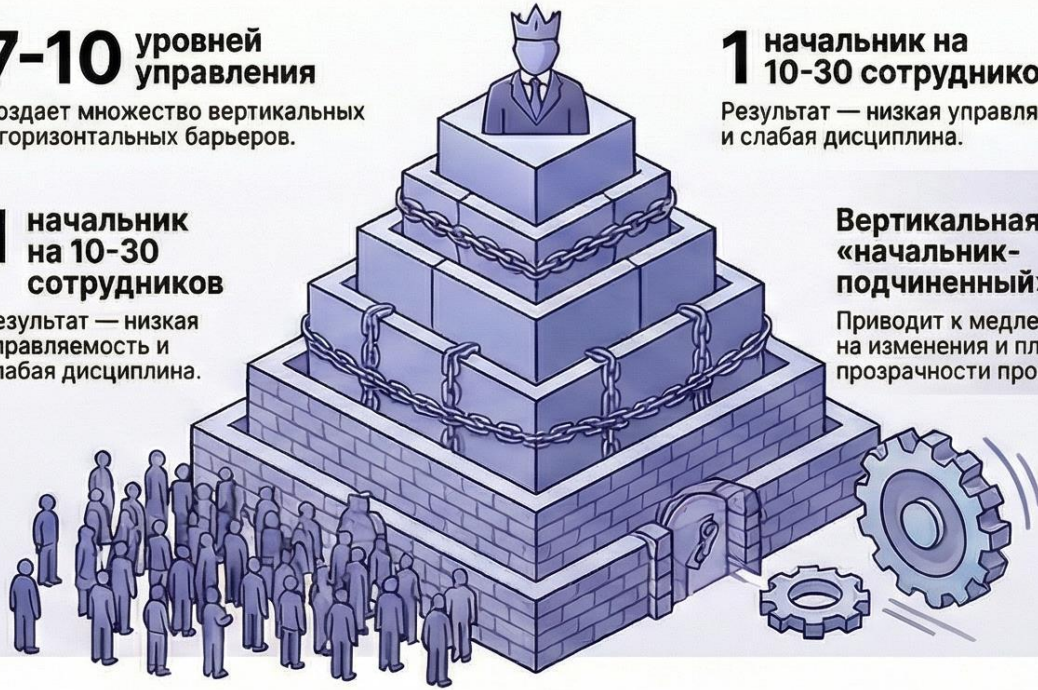 7-10 уровней
управления
оздает множество вертикальных
горизонтальных барьеров.
1 начальник на
10-30 сотруднико
Результат — низкая управля
и слабая дисциплина.
начальник
на 10-30
сотрудников
езультат — низкая
правляемость и
лабая дисциплина.
Вертикальная
«начальник-
подчиненный»
Приводит к медле
на изменения и пл
прозрачности про